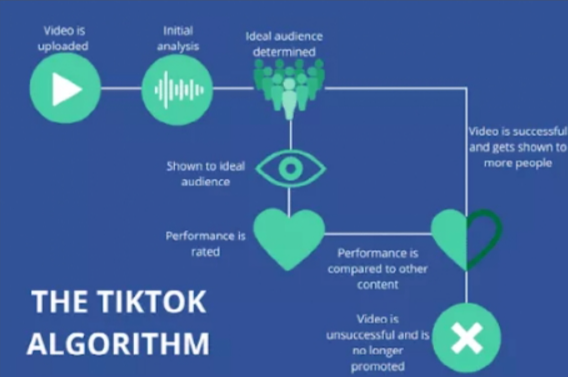 Video is
uploaded
Initial
analysis
Ideal audience
determined
Video is successful
and gets shown to
more people
Shown to ideal
audience
Performance is
rated
Performance is
compared to other
content
Video is
unsuccessful and is
no longer
promoted
THE TIKTOK
ALGORITHM